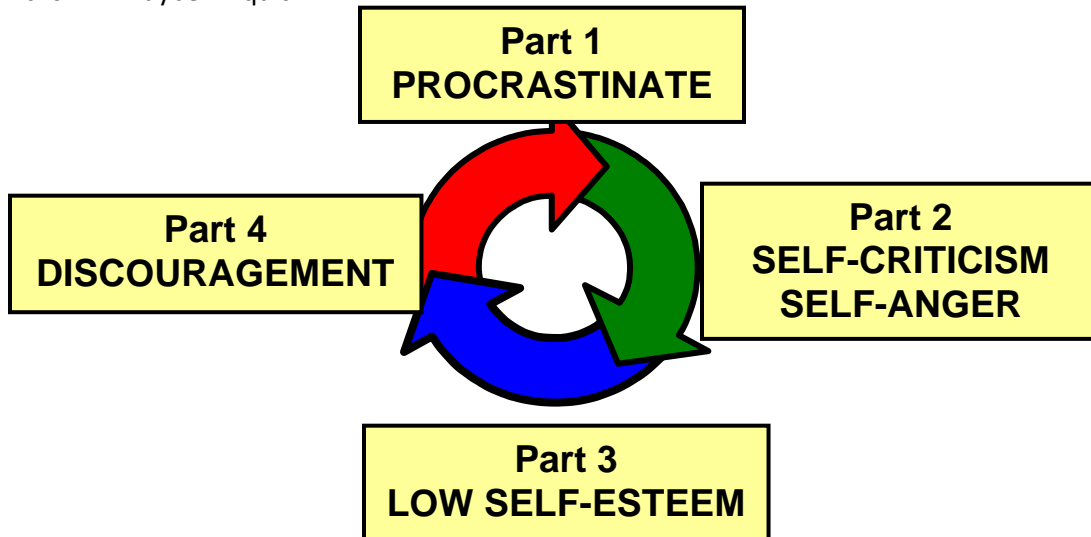 Part 1
PROCRASTINATE
Part 4
DISCOURAGEMENT
Part 2
SELF-CRITICISM
SELF-ANGER
Part 3
LOW SELF-ESTEEM